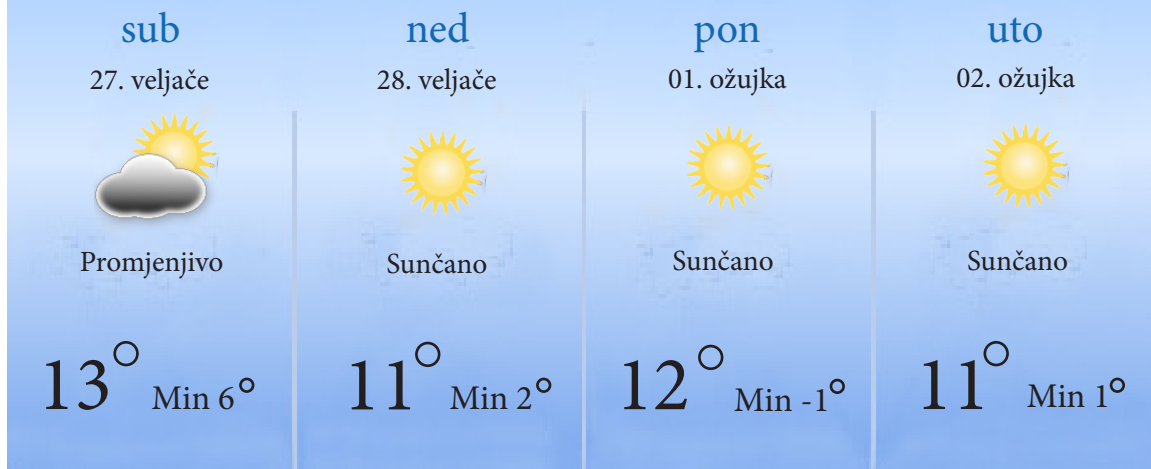 sub
27. veljače
Promjenjivo
13° Min 6°
ned
28. veljače
Sunčano
11° Min 2°
pon
01. ožujka
Sunčano
12° Min -1°
uto
02. ožujka
Sunčano
11° Min 1°